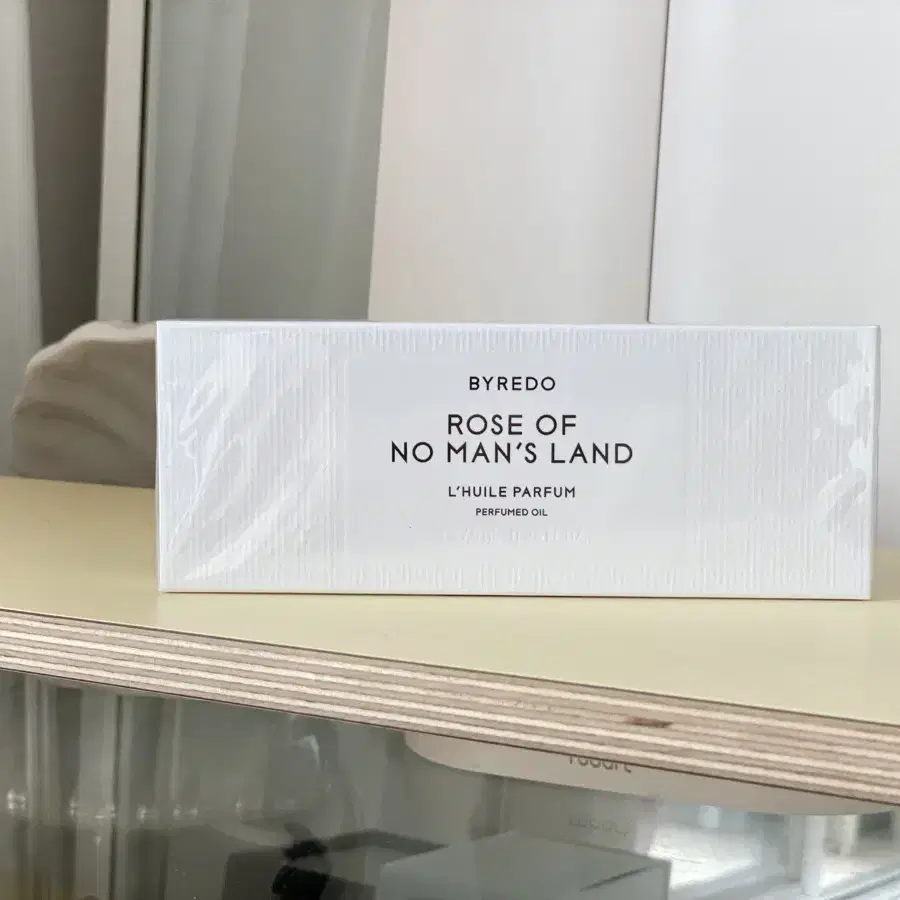 BYREDO
ROSE OF
NO MAN'S LAND
L'HUILE PARFUM
PERFUMED OIL